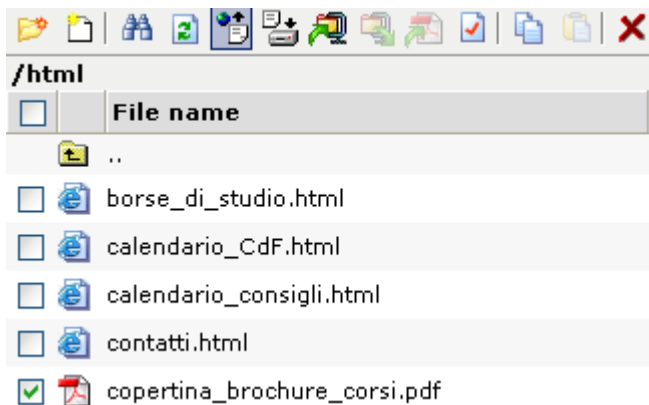 /html
File name
..
borse_di_studio.html
calendario_CdF.html
calendario_consigli.html
contatti.html
copertina_brochure_corsi.pdf